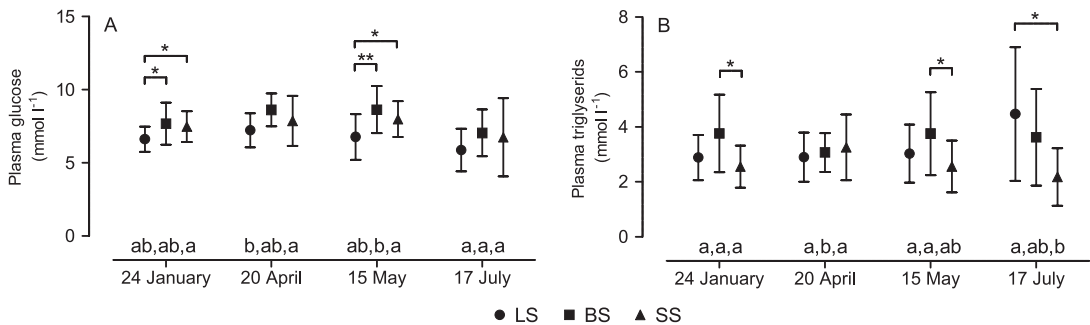 A
Plasma glucose
(mmol l⁻¹)
15
10
5
0
*
*
*
**
ab,ab,a
b,ab,a
ab,b,a
a,a,a
24 January
20 April
15 May
17 July
B
Plasma triglyserids
(mmol l⁻¹)
8
6
4
2
0
*
*
*
a,a,a
a,b,a
a,a,ab
a,ab,b
24 January
20 April
15 May
17 July
LS
BS
SS